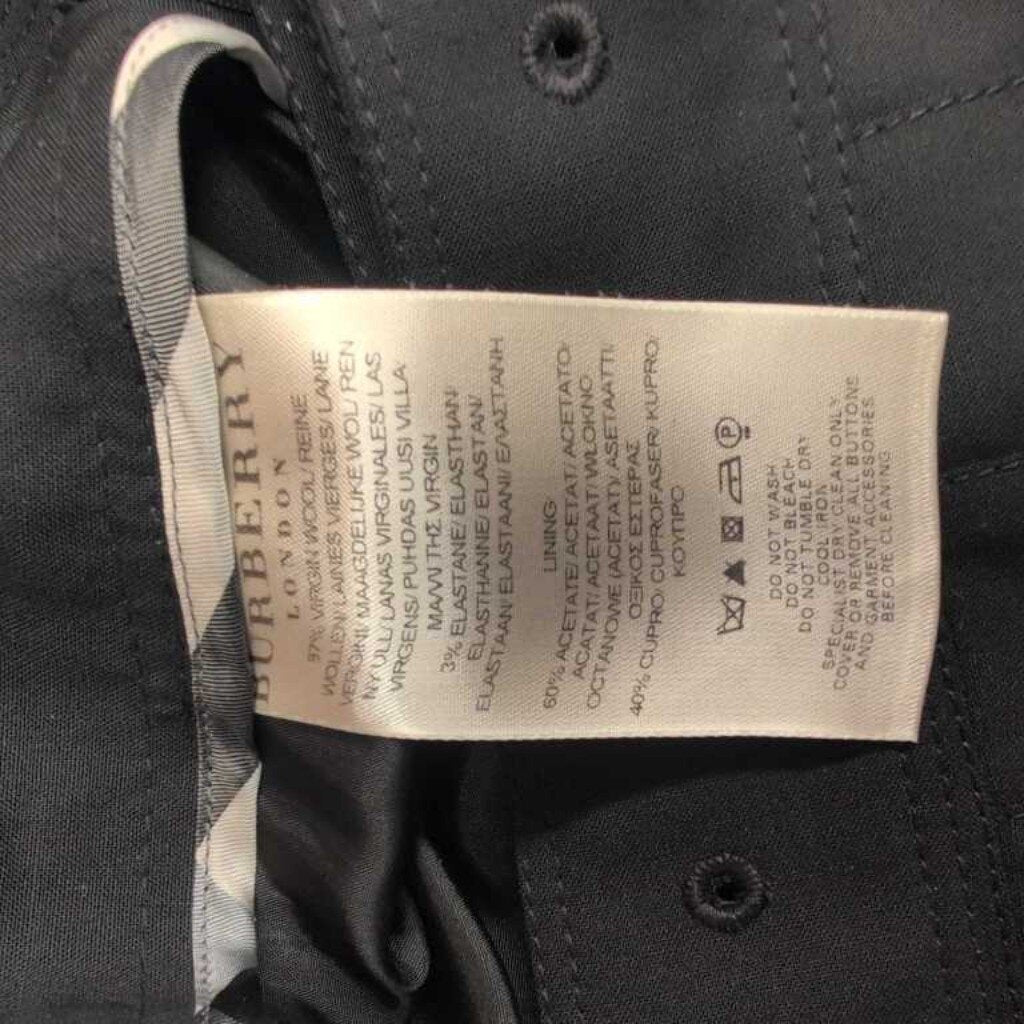 BURBERRY
LONDON
97% VIRGIN WOOL/ REINE
WOLLEN/ LAINES VIERGES/ LANE
VERGINI/ MAAGDELIJKE WOL/ REN
NY ULL/ LANAS VIRGINALES/ LAS
VIRGENS/ PUHDAS UUSI VILLA/
ΜΑΛΛΙ ΤΗΣ VIRGIN
3% ELASTANE/ ELASTHAN/
ELASTHANNE/ ELASTAN/
ELASTAAN/ ELASTAANI/ ΕΛΑΣΤΑΝΗ
LINING
60% ACETATE/ ACETAT/ ACETATO/
ACATAT/ ACETAAT/ WLOKNO
OCTANOWE (ACETATY)/ ASETAATTI/
ΟΞΙΚΟΣ ΕΣΤΕΡΑΣ
40% CUPRO/ CUPROFASER/ KUPRO/
ΚΟΥΠΡΟ
P
DO NOT WASH
DO NOT BLEACH
DO NOT TUMBLE DRY
COOL IRON
SPECIALIST DRY CLEAN ONLY
COVER OR REMOVE ALL BUTTONS
AND GARMENT ACCESSORIES
BEFORE CLEANING